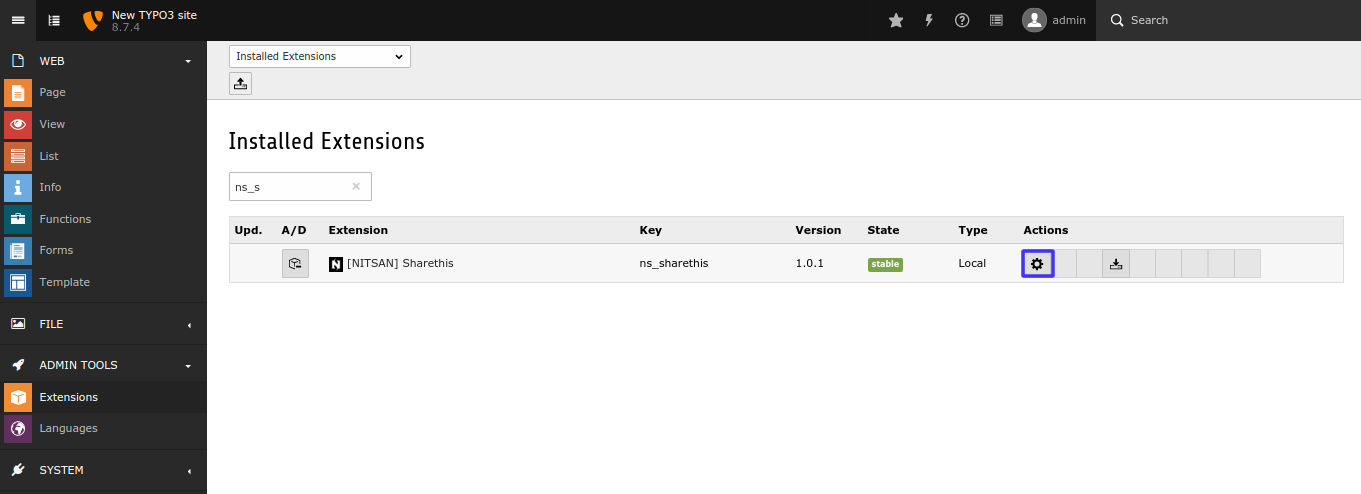 New TYPO3 site
8.7.4
admin
Search
WEB
Page
View
List
Info
Functions
Forms
Template
FILE
ADMIN TOOLS
Extensions
Languages
SYSTEM
Installed Extensions
Installed Extensions
ns_s
Upd. A/D Extension Key Version State Type Actions
[NITSAN] Sharethis ns_sharethis 1.0.1 stable Local